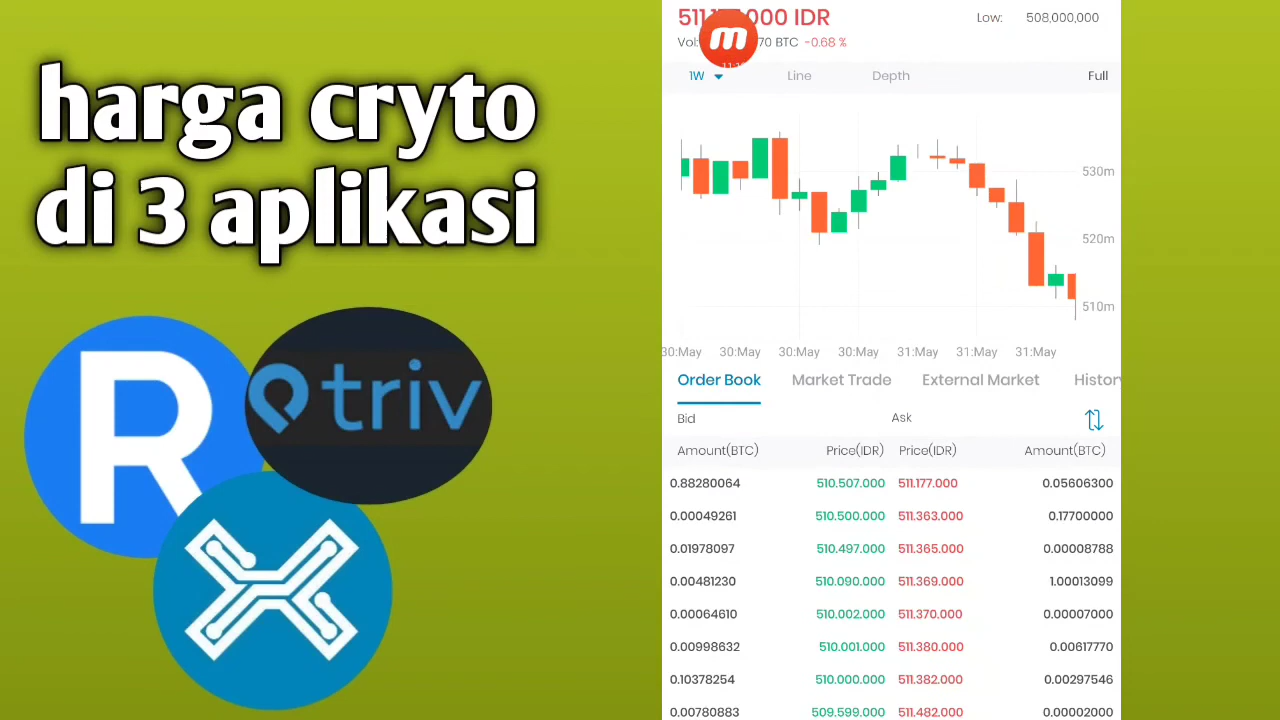 harga cryto
di 3 aplikasi
R
triv
IDR
Low: 508,000,000
m
Vol: 70 BTC -0.68 %
1W Line Depth Full
530m
520m
510m
30:May 30:May 30:May 30:May 31:May 31:May 31:May
Order Book Market Trade External Market History
Bid Ask
Amount(BTC) Price(IDR) Price(IDR) Amount(BTC)
0.88280064 510.507.000 511.177.000 0.05606300
0.00049261 510.500.000 511.363.000 0.17700000
0.01978097 510.497.000 511.365.000 0.00008788
0.00481230 510.090.000 511.369.000 1.00013099
0.00064610 510.002.000 511.370.000 0.00007000
0.00998632 510.001.000 511.380.000 0.00617770
0.10378254 510.000.000 511.382.000 0.00297546
0.00780883 509.599.000 511.482.000 0.00002000